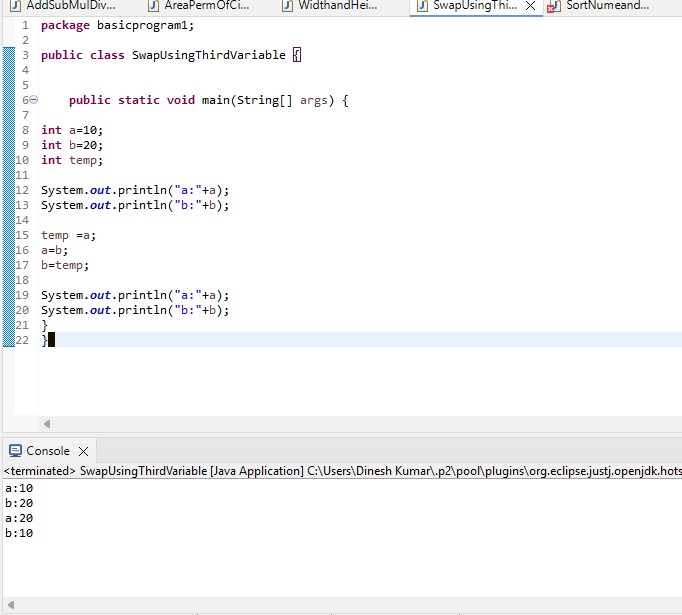 AddSubMulDiv... AreaPermOfCi... WidthandHei... SwapUsingThi... SortNumeand...
1 package basicprogram1;
2
3 public class SwapUsingThirdVariable {
4
5
6 public static void main(String[] args) {
7
8 int a=10;
9 int b=20;
10 int temp;
11
12 System.out.println("a:"+a);
13 System.out.println("b:"+b);
14
15 temp =a;
16 a=b;
17 b=temp;
18
19 System.out.println("a:"+a);
20 System.out.println("b:"+b);
21 }
22 }
Console
<terminated> SwapUsingThirdVariable [Java Application] C:\Users\Dinesh Kumar\.p2\pool\plugins\org.eclipse.justj.openjdk.hots
a:10
b:20
a:20
b:10